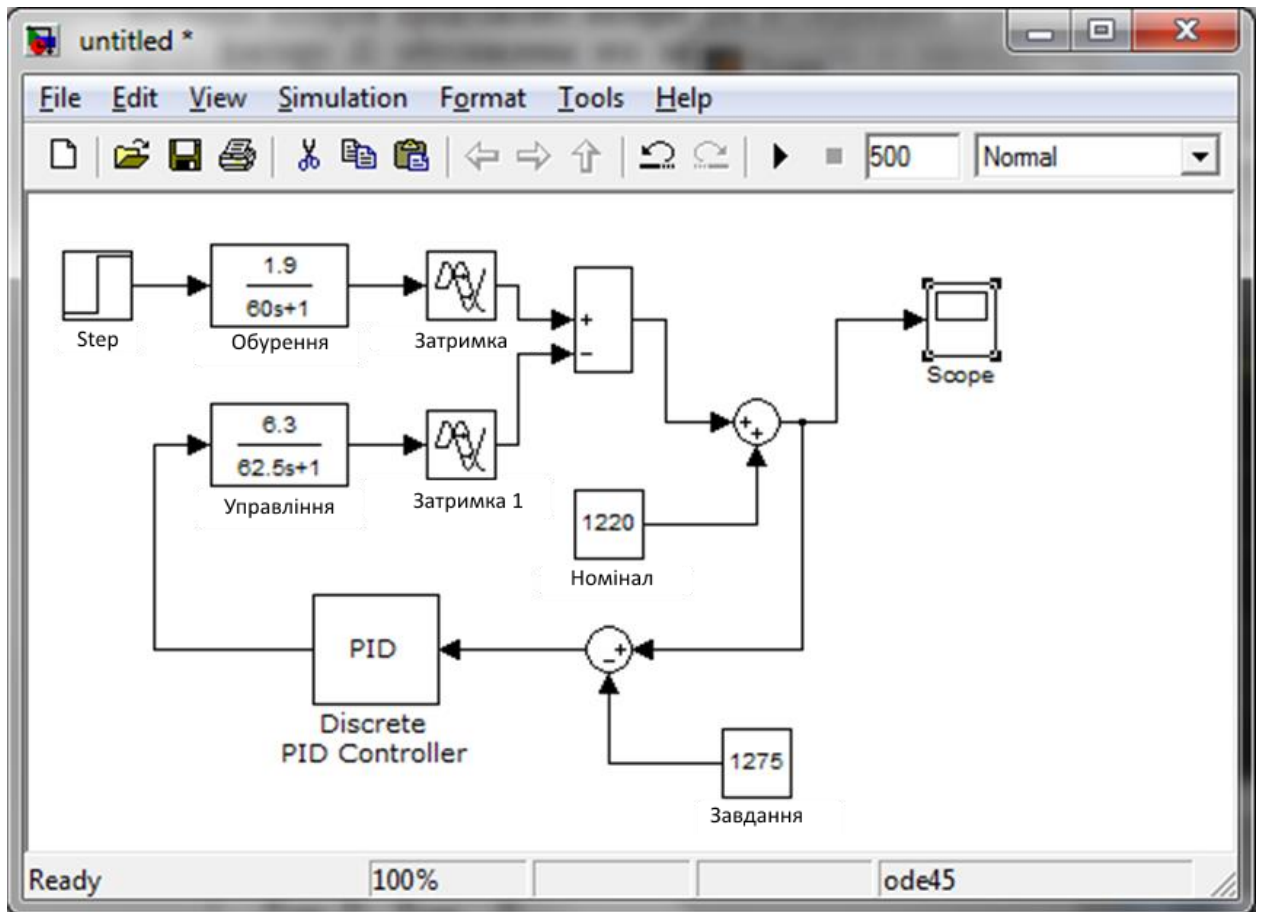 untitled *
File Edit View Simulation Format Tools Help
500 Normal
1.9
60s+1
Step
Обурення
Затримка
+
−
Scope
6.3
62.5s+1
Управління
Затримка 1
+
+
1220
Номінал
PID
− +
Discrete
PID Controller
1275
Завдання
Ready 100% ode45